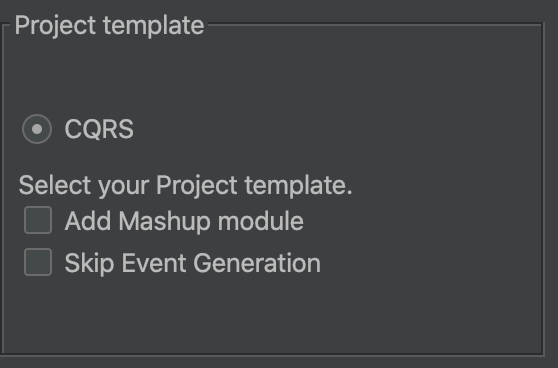 Project template
CQRS
Select your Project template.
Add Mashup module
Skip Event Generation